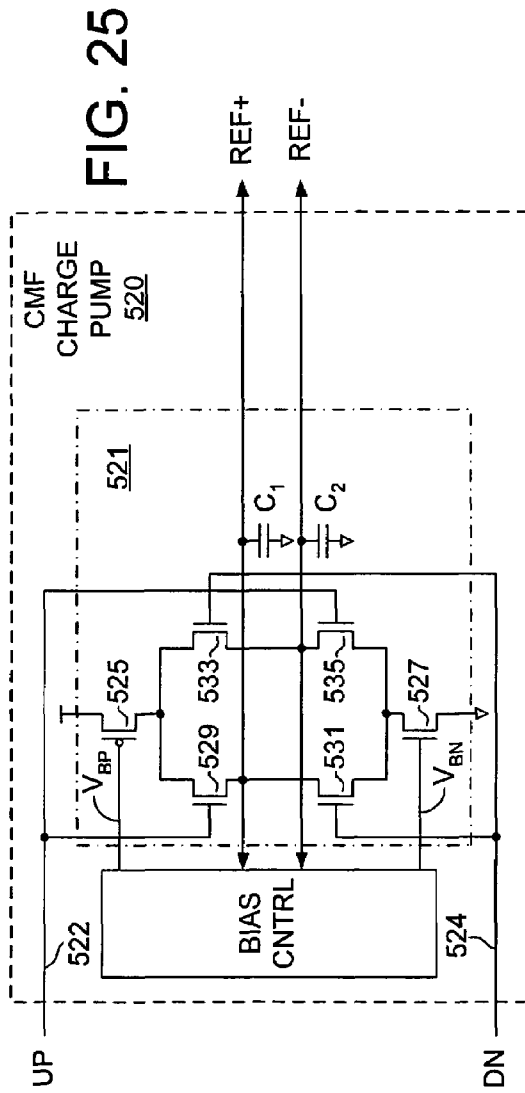 FIG. 25
CMF
CHARGE
PUMP
520
521
UP
522
V_BP
525
529
533
C₁
REF+
REF-
C₂
BIAS
CNTRL
531
535
V_BN
527
524
DN